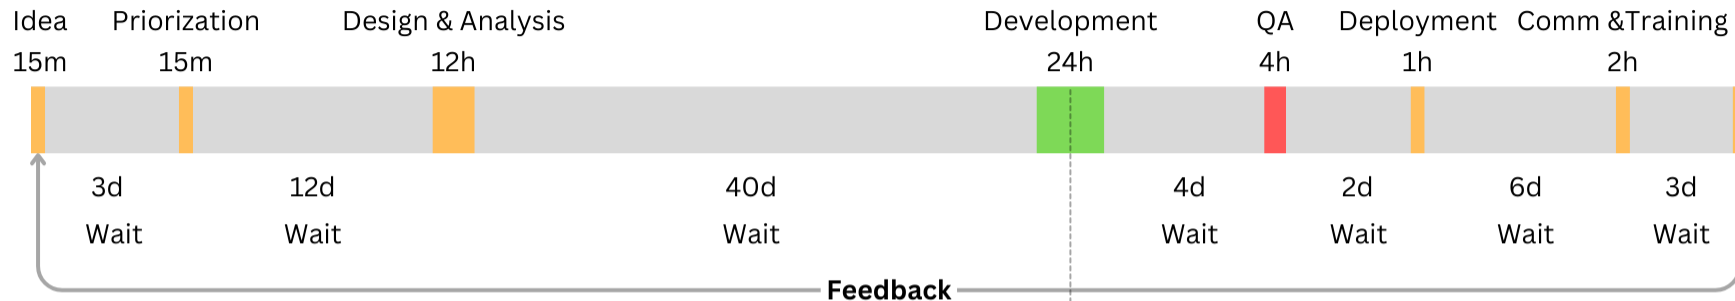 Idea Priorization Design & Analysis Development QA Deployment Comm &Training
15m 15m 12h 24h 4h 1h 2h
3d 12d 40d 4d 2d 6d 3d
Wait Wait Wait Wait Wait Wait Wait
Feedback